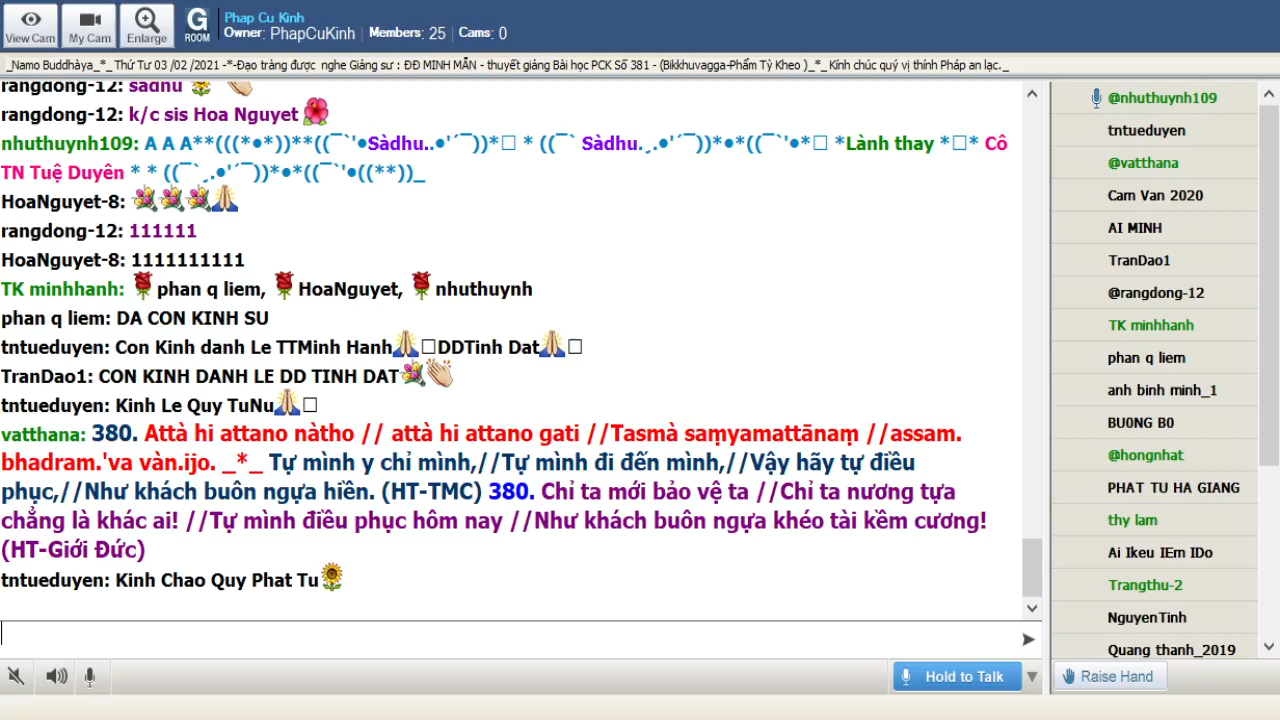 View Cam
My Cam
Enlarge
G
ROOM
Phap Cu Kinh
Owner: PhapCuKinh | Members: 25 | Cams: 0
_Namo Buddhàya_*_ Thứ Tư 03 /02 /2021 -*-Đạo tràng được nghe Giảng sư : ĐĐ MINH MẪN - thuyết giảng Bài học PCK Số 381 - (Bikkhuvagga-Phẩm Tỳ Kheo )_*_ Kính chúc quý vị thính Pháp an lạc._
rangdong-12: sadhu
rangdong-12: k/c sis Hoa Nguyet
nhuthuynh109: A A A**(((*•*))**((¯`'•Sàdhu..•'´¯))*□ * ((¯` Sàdhu.¸.•'´¯))*•*((¯`'•*□ *Lành thay *□* Cô
TN Tuệ Duyên * * ((¯`¸.•'´¯))*•*((¯`'•((**))_
HoaNguyet-8:
rangdong-12: 111111
HoaNguyet-8: 1111111111
TK minhhanh: phan q liem, HoaNguyet, nhuthuynh
phan q liem: DA CON KINH SU
tntueduyen: Con Kinh danh Le TTMinh Hanh□DDTinh Dat□
TranDao1: CON KINH DANH LE DD TINH DAT
tntueduyen: Kinh Le Quy TuNu□
vatthana: 380. Attà hi attano nàtho // attà hi attano gati //Tasmà saṃyamattānaṃ //assam.
bhadram.'va vàn.ijo. _*_ Tự mình y chỉ mình,//Tự mình đi đến mình,//Vậy hãy tự điều
phục,//Như khách buôn ngựa hiền. (HT-TMC) 380. Chỉ ta mới bảo vệ ta //Chỉ ta nương tựa
chẳng là khác ai! //Tự mình điều phục hôm nay //Như khách buôn ngựa khéo tài kềm cương!
(HT-Giới Đức)
tntueduyen: Kinh Chao Quy Phat Tu
Hold to Talk
@nhuthuynh109
tntueduyen
@vatthana
Cam Van 2020
AI MINH
TranDao1
@rangdong-12
TK minhhanh
phan q liem
anh binh minh_1
BU0NG B0
@hongnhat
PHAT TU HA GIANG
thy lam
Ai Ikeu IEm IDo
Trangthu-2
NguyenTinh
Quang thanh_2019
Raise Hand